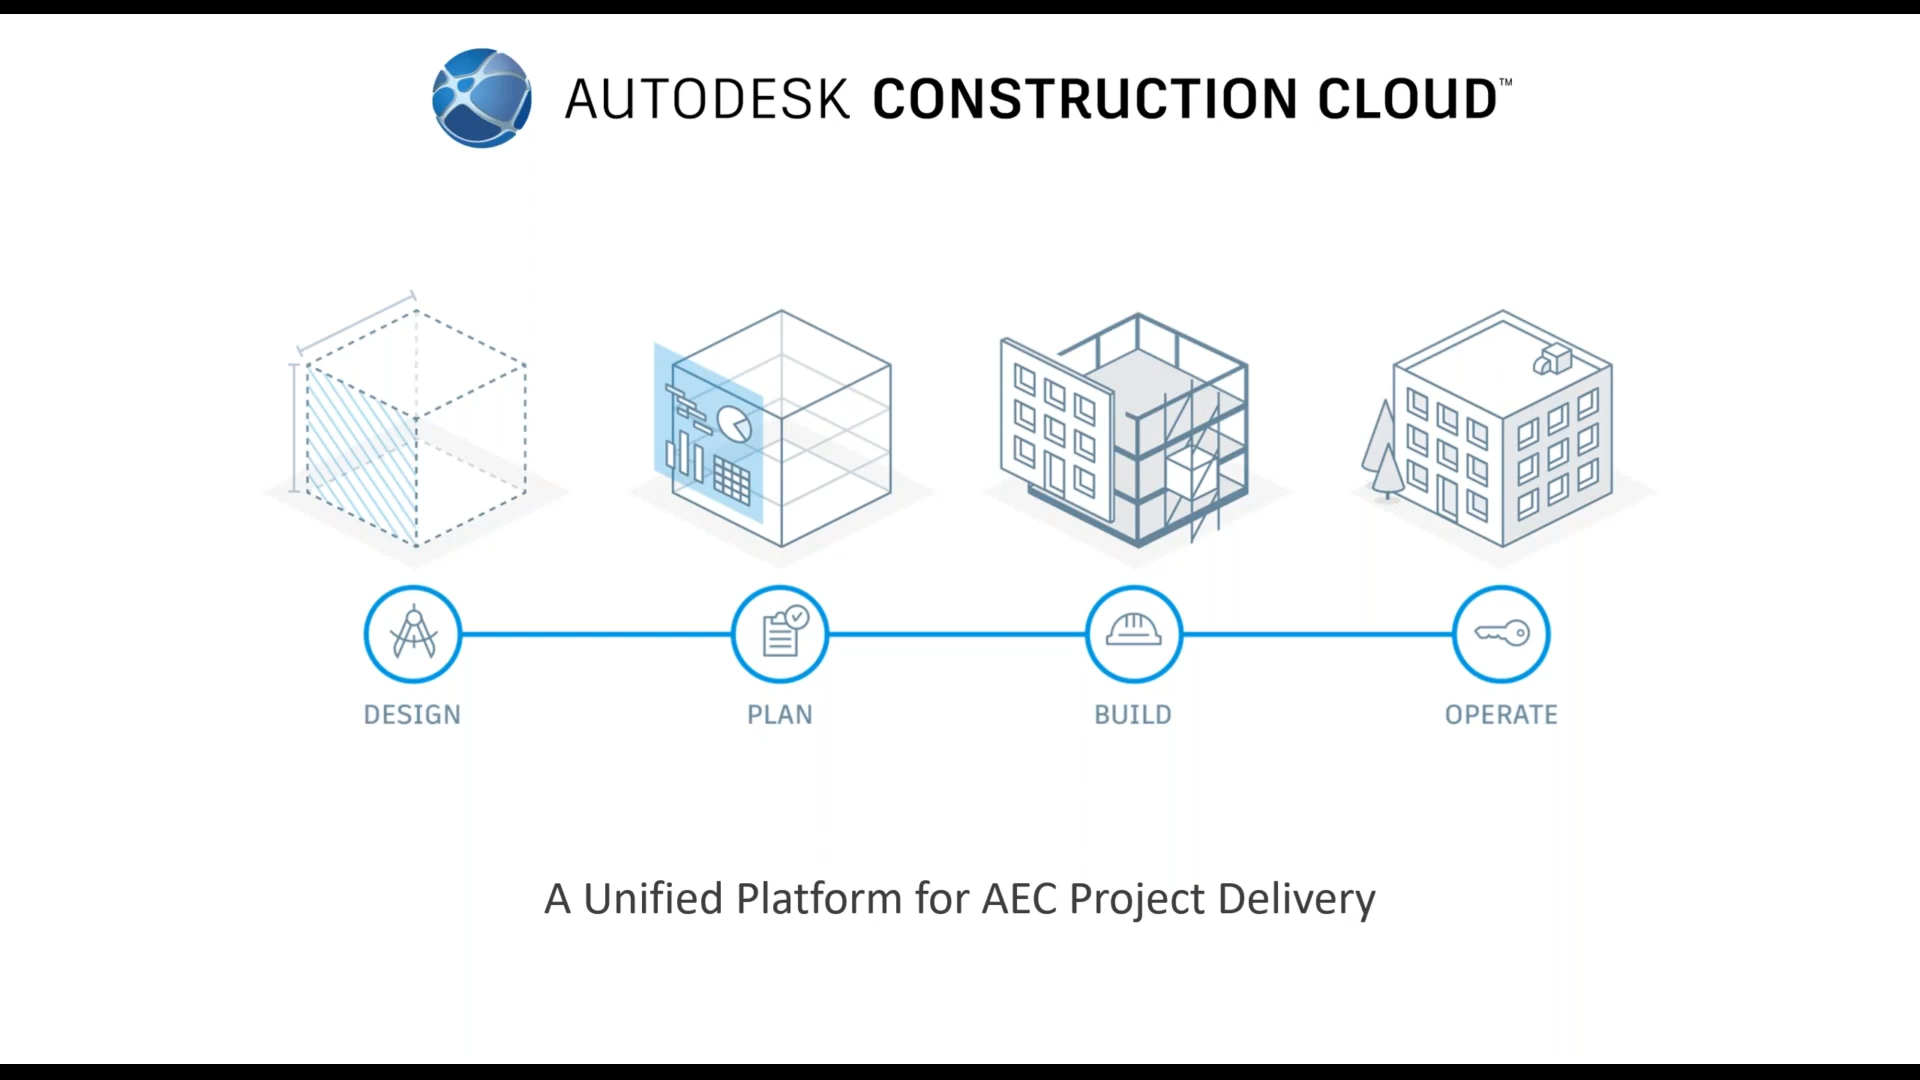 AUTODESK CONSTRUCTION CLOUD™
DESIGN
PLAN
BUILD
OPERATE
A Unified Platform for AEC Project Delivery